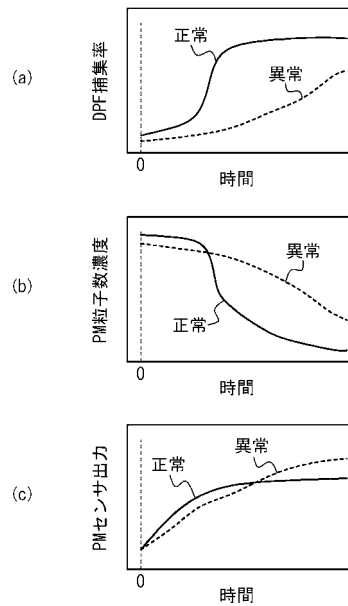 (a)
DPF捕集率
正常
異常
0
時間
(b)
PM粒子数濃度
異常
正常
0
時間
(c)
PMセンサ出力
正常
異常
0
時間